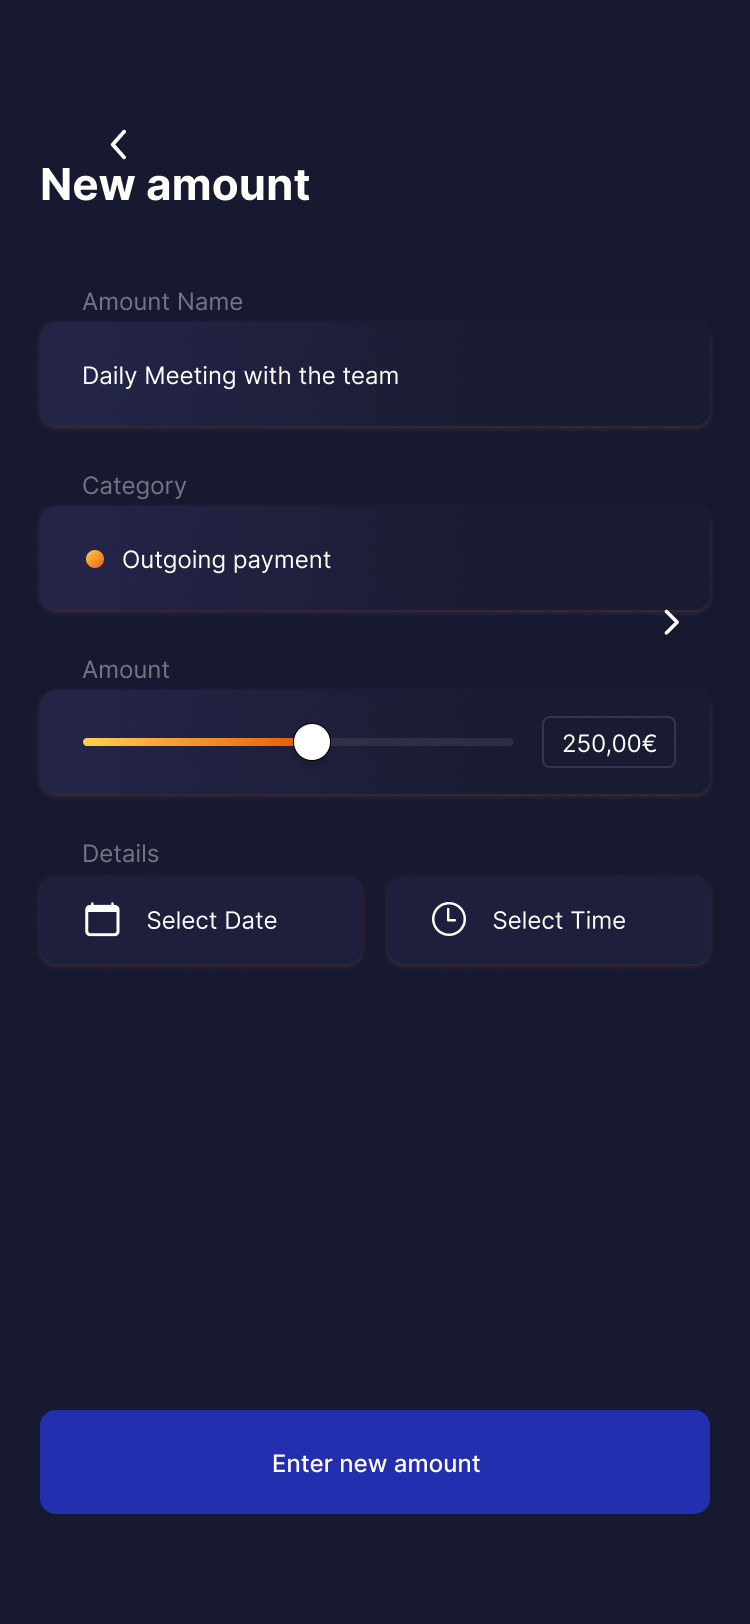 New amount
Amount Name
Daily Meeting with the team
Category
Outgoing payment
Amount
250,00€
Details
Select Date
Select Time
Enter new amount